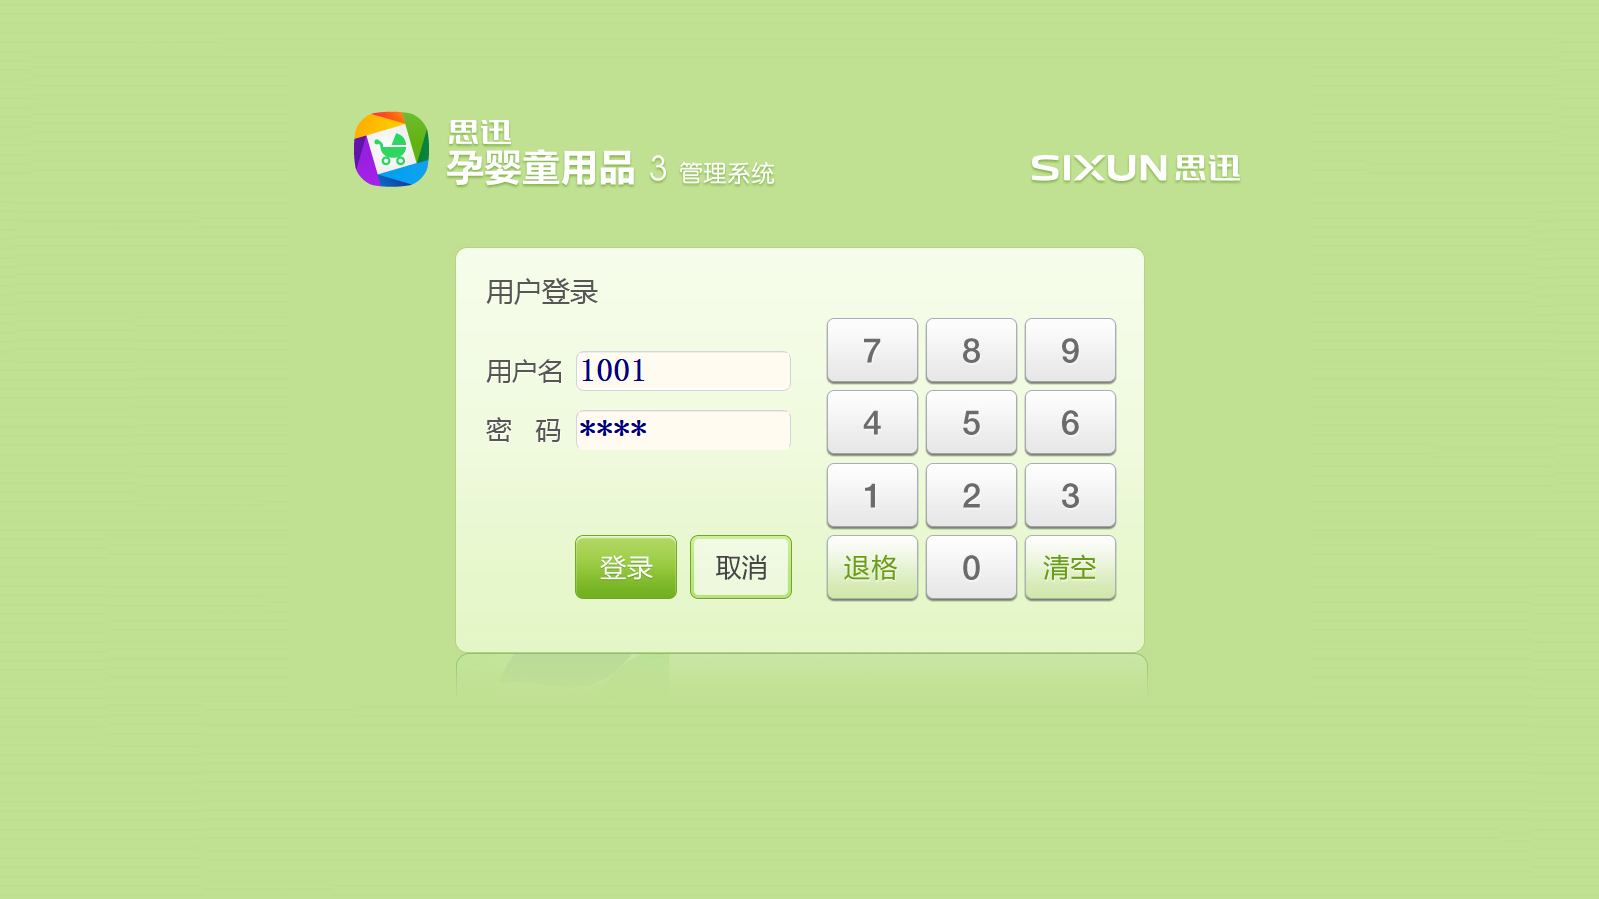 思迅
孕婴童用品 3 管理系统
SIXUN 思迅
用户登录
用户名 1001
密 码 ****
登录 取消
7 8 9
4 5 6
1 2 3
退格 0 清空